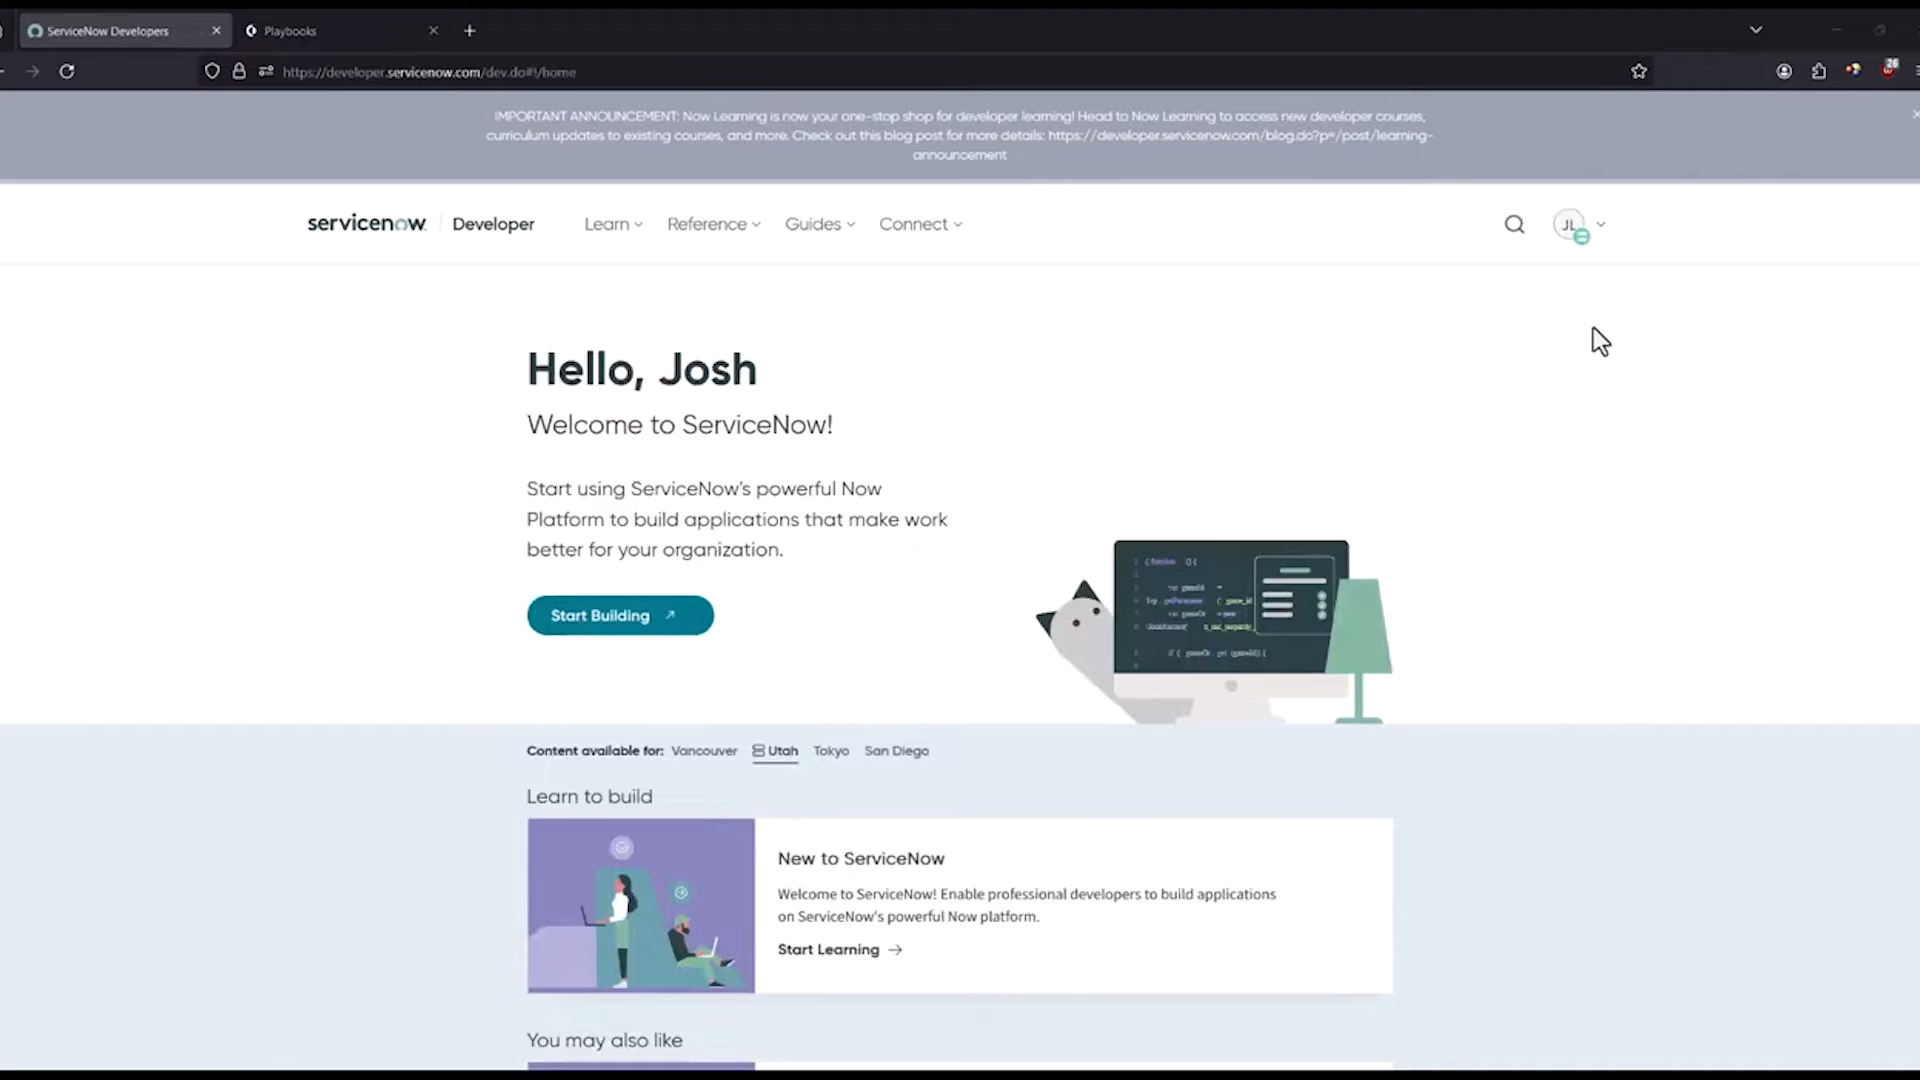 ServiceNow Developers
Playbooks
https://developer.servicenow.com/dev.do#!/home
26
IMPORTANT ANNOUNCEMENT: Now Learning is now your one-stop shop for developer learning! Head to Now Learning to access new developer courses,
curriculum updates to existing courses, and more. Check out this blog post for more details: https://developer.servicenow.com/blog.do?p=/post/learning-
announcement
servicenow Developer Learn Reference Guides Connect JL
Hello, Josh
Welcome to ServiceNow!
Start using ServiceNow's powerful Now
Platform to build applications that make work
better for your organization.
Start Building
Content available for: Vancouver Utah Tokyo San Diego
Learn to build
New to ServiceNow
Welcome to ServiceNow! Enable professional developers to build applications
on ServiceNow's powerful Now platform.
Start Learning
You may also like